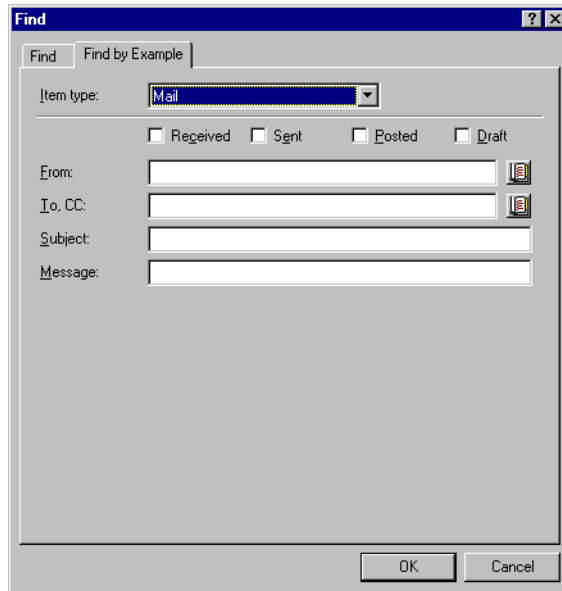 Find
Find Find by Example
Item type: Mail
Received Sent Posted Draft
From:
To, CC:
Subject:
Message:
OK Cancel